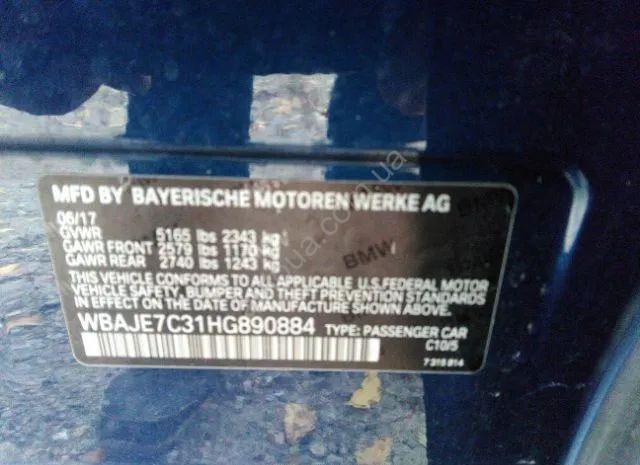 MFD BY BAYERISCHE MOTOREN WERKE AG
06/17
GVWR 5165 lbs 2343 kg
GAWR FRONT 2579 lbs 1170 kg
GAWR REAR 2740 lbs 1243 kg
BMW
THIS VEHICLE CONFORMS TO ALL APPLICABLE U.S.FEDERAL MOTOR
VEHICLE SAFETY, BUMPER, AND THEFT PREVENTION STANDARDS
IN EFFECT ON THE DATE OF MANUFACTURE SHOWN ABOVE.
WBAJE7C31HG890884 TYPE: PASSENGER CAR
C10/5
7 315 814